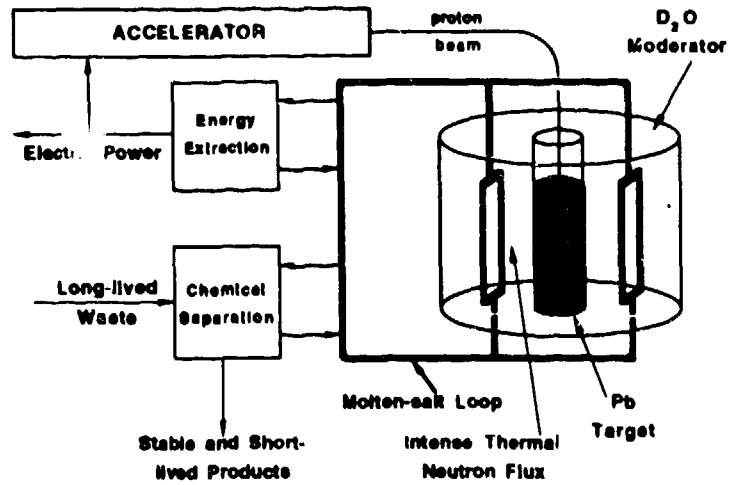 ACCELERATOR
proton
beam
D₂O
Moderator
Energy
Extraction
Power
Long-lived
Waste
Chemical
Separation
Molten-salt Loop
Pb
Target
Stable and Short-
lived Products
Intense Thermal
Neutron Flux